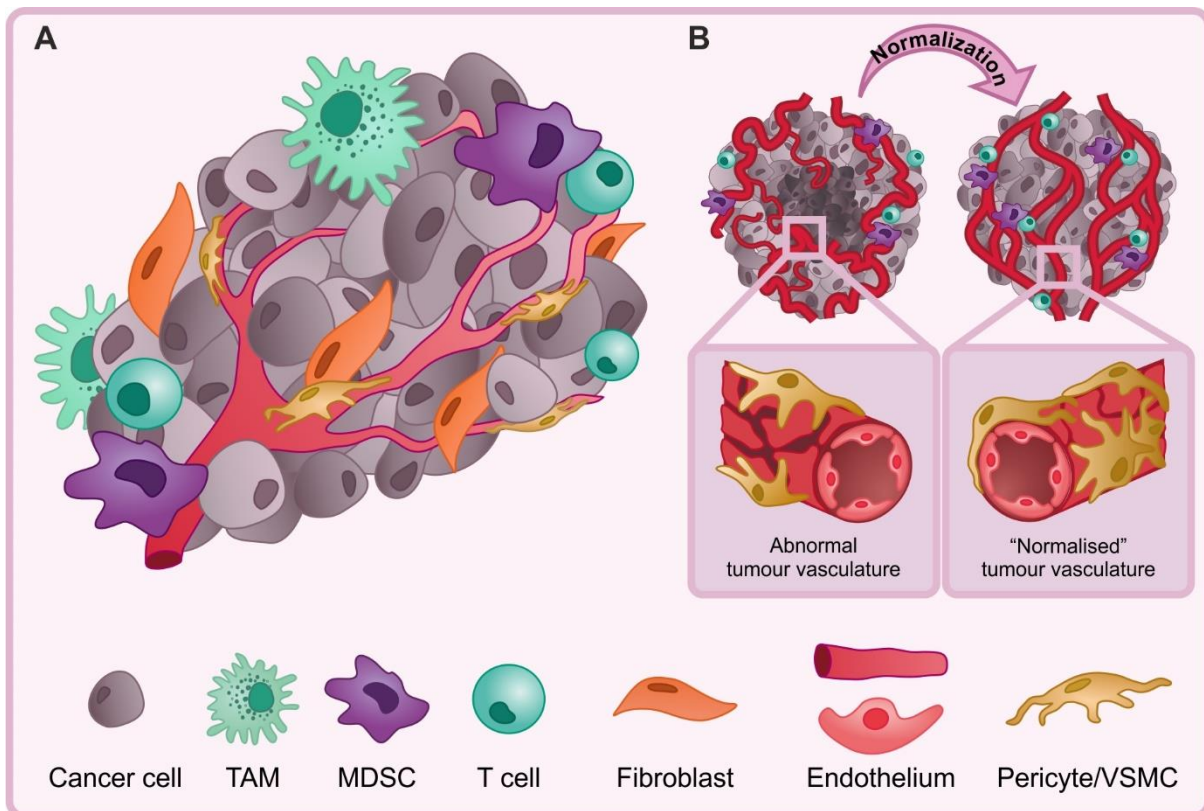 A
B
Normalization
Abnormal
tumour vasculature
“Normalised”
tumour vasculature
Cancer cell
TAM
MDSC
T cell
Fibroblast
Endothelium
Pericyte/VSMC